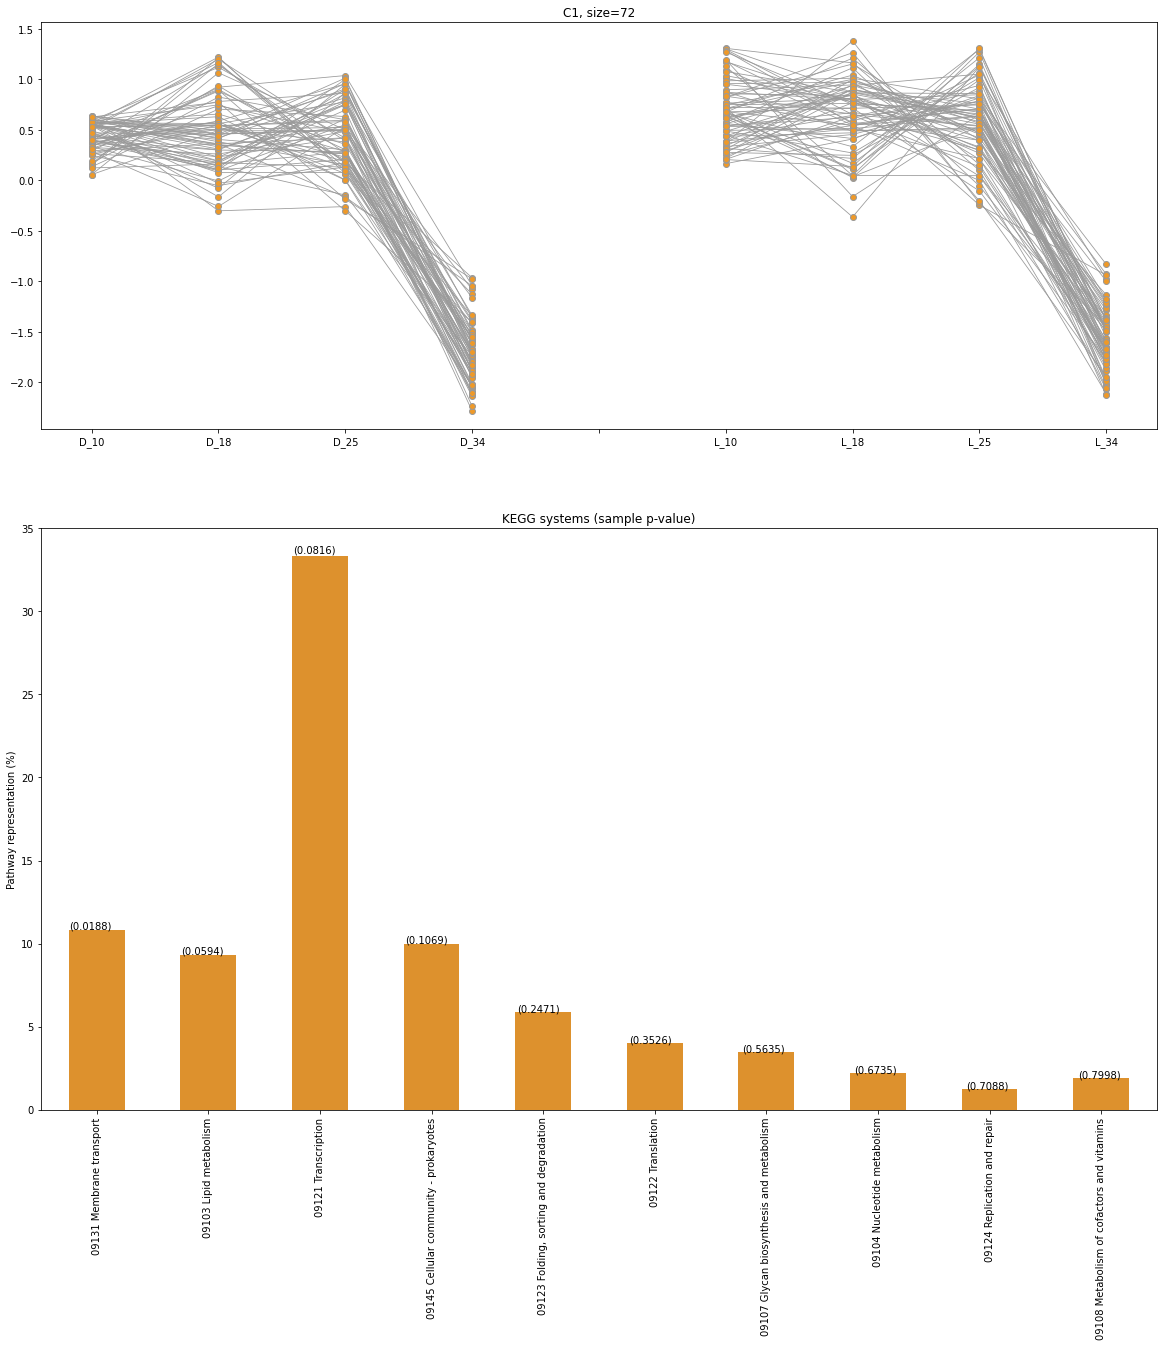 C1, size=72
1.5
1.0
0.5
0.0
−0.5
−1.0
−1.5
−2.0
D_10 D_18 D_25 D_34 L_10 L_18 L_25 L_34
KEGG systems (sample p-value)
Pathway representation (%)
35
30
25
20
15
10
5
0
(0.0188)
(0.0594)
(0.0816)
(0.1069)
(0.2471)
(0.3526)
(0.5635)
(0.6735)
(0.7088)
(0.7998)
09131 Membrane transport
09103 Lipid metabolism
09121 Transcription
09145 Cellular community - prokaryotes
09123 Folding, sorting and degradation
09122 Translation
09107 Glycan biosynthesis and metabolism
09104 Nucleotide metabolism
09124 Replication and repair
09108 Metabolism of cofactors and vitamins